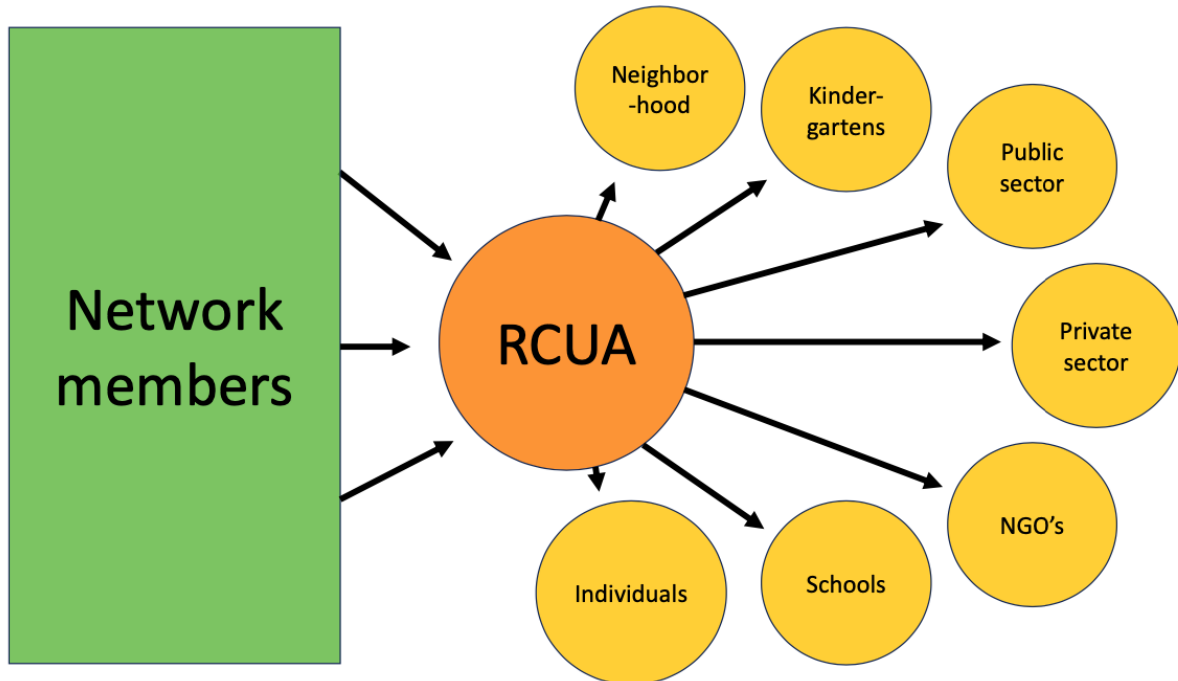 Network
members
RCUA
Neighbor
-hood
Kinder-
gartens
Public
sector
Private
sector
NGO's
Schools
Individuals